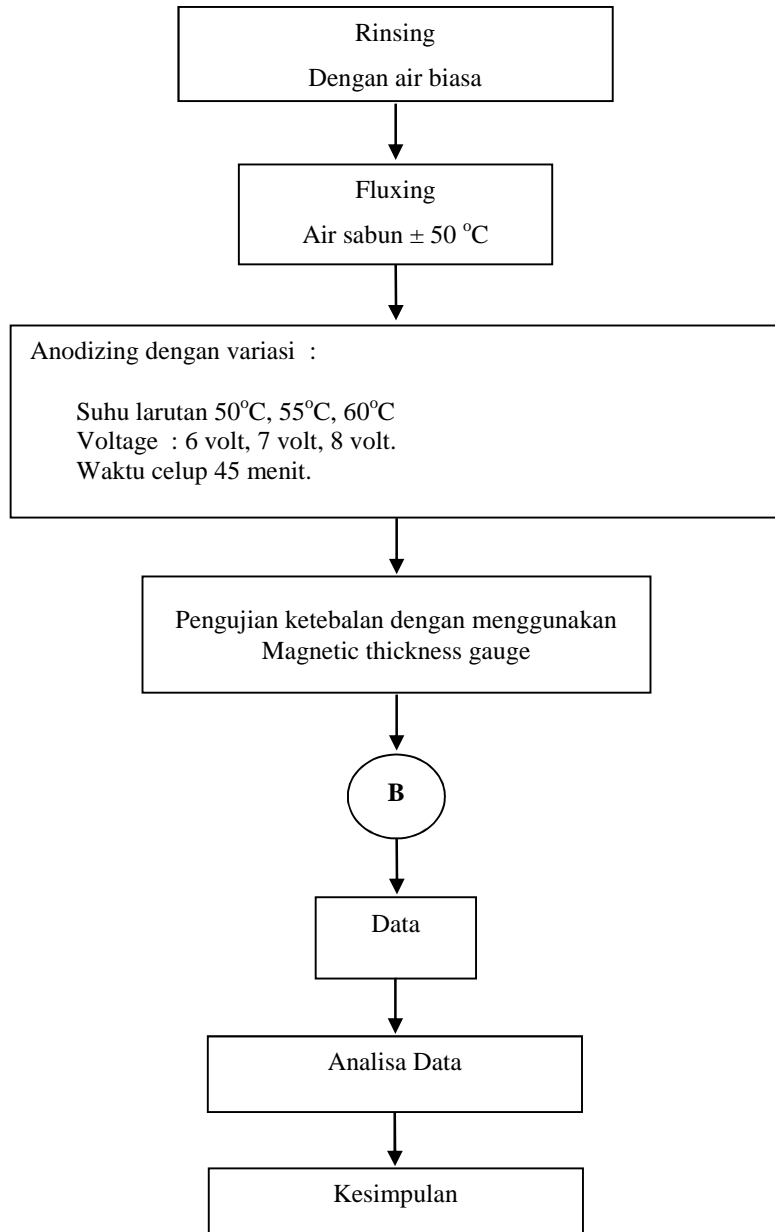 Rinsing
Dengan air biasa
Fluxing
Air sabun ± 50 °C
Anodizing dengan variasi :
Suhu larutan 50°C, 55°C, 60°C
Voltage : 6 volt, 7 volt, 8 volt.
Waktu celup 45 menit.
Pengujian ketebalan dengan menggunakan
Magnetic thickness gauge
B
Data
Analisa Data
Kesimpulan